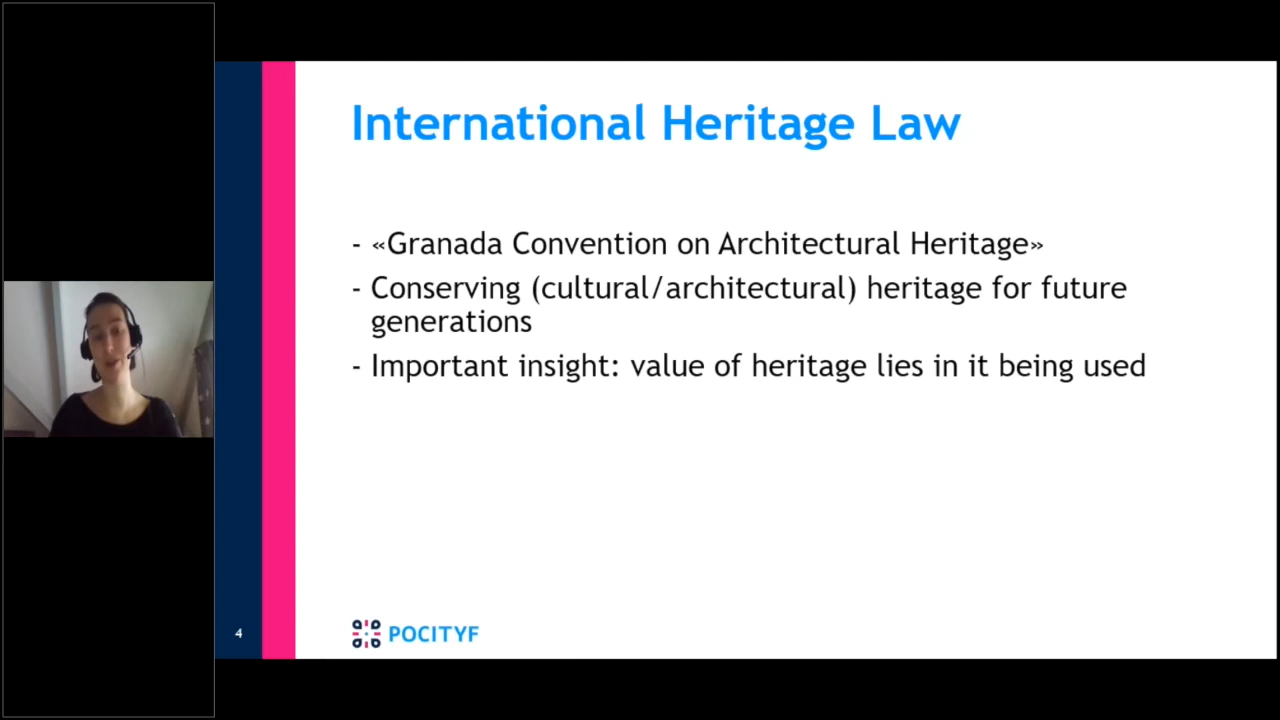 International Heritage Law
- «Granada Convention on Architectural Heritage»
- Conserving (cultural/architectural) heritage for future
generations
- Important insight: value of heritage lies in it being used
4
POCITYF